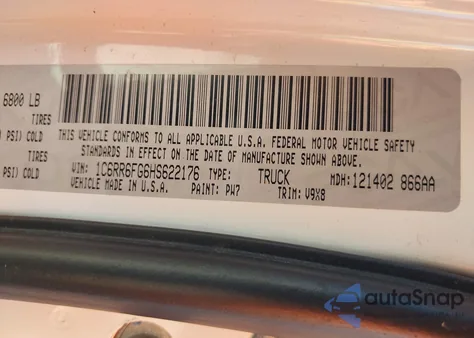 6800 LB
TIRES
PSI) COLD
TIRES
PSI) COLD
THIS VEHICLE CONFORMS TO ALL APPLICABLE U.S.A. FEDERAL MOTOR VEHICLE SAFETY
STANDARDS IN EFFECT ON THE DATE OF MANUFACTURE SHOWN ABOVE.
VIN: 1C6RR6FG6HS622176 TYPE: TRUCK MDH: 121402 866AA
VEHICLE MADE IN U.S.A. PAINT: PW7 TRIM: V9X8
autoSnap